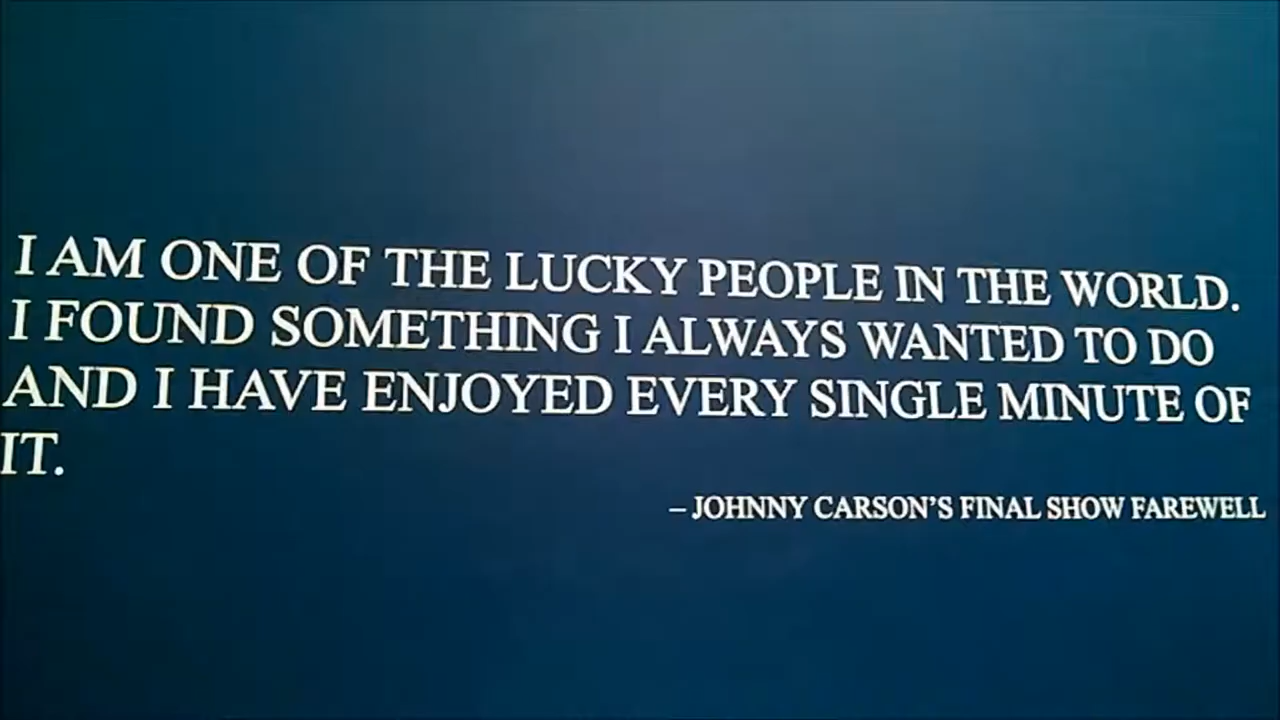 I AM ONE OF THE LUCKY PEOPLE IN THE WORLD.
I FOUND SOMETHING I ALWAYS WANTED TO DO
AND I HAVE ENJOYED EVERY SINGLE MINUTE OF
IT.
– JOHNNY CARSON’S FINAL SHOW FAREWELL